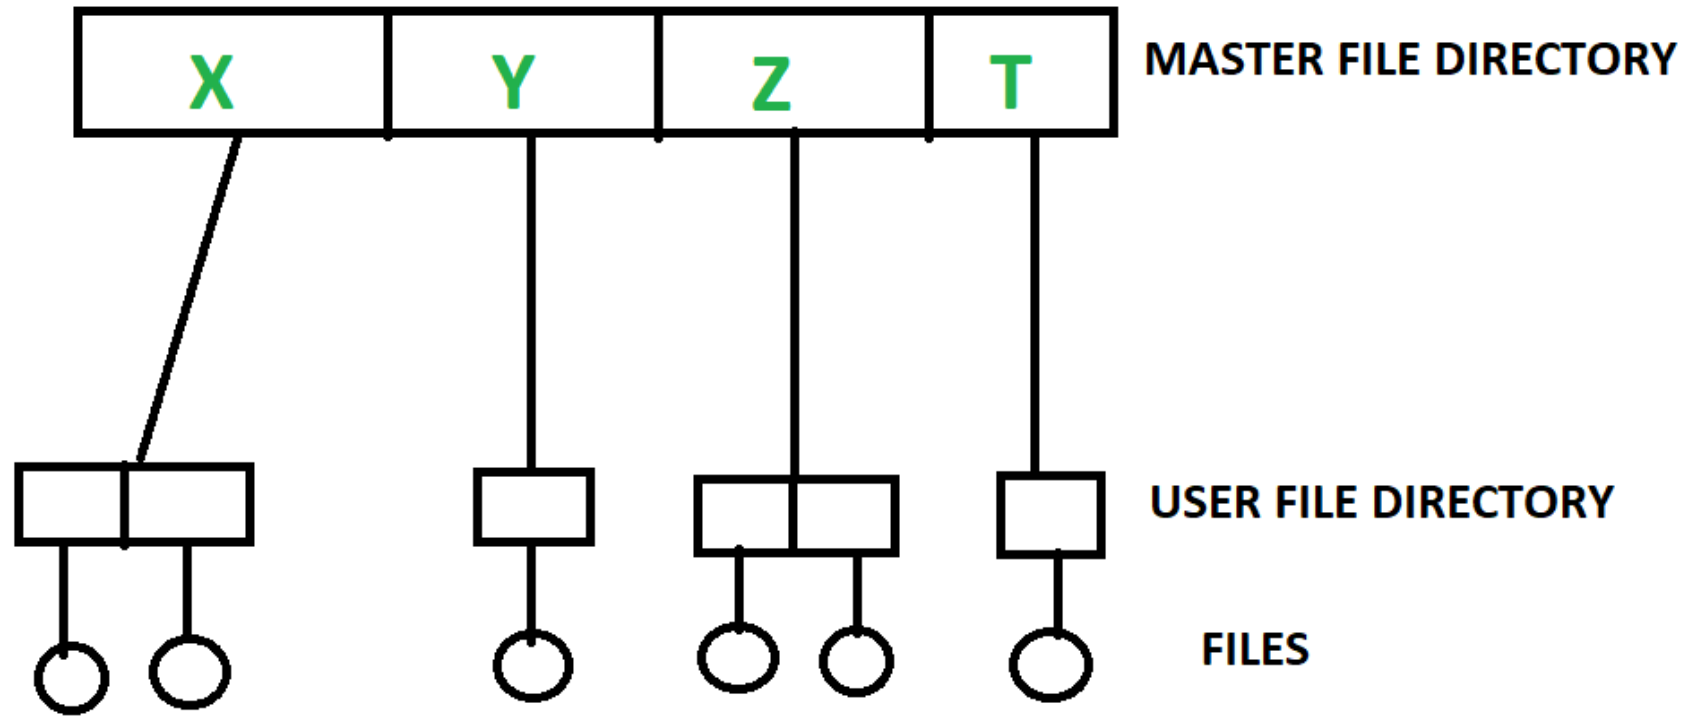 X Y Z T
MASTER FILE DIRECTORY
USER FILE DIRECTORY
FILES